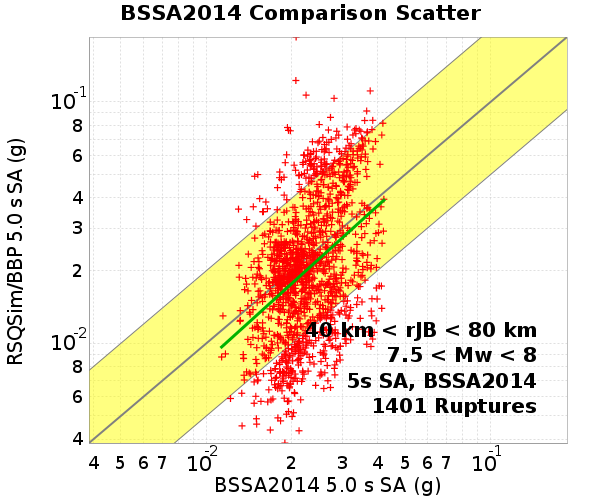 BSSA2014 Comparison Scatter
RSQSim/BBP 5.0 s SA (g)
10-1
8
6
4
3
2
10-2
8
6
4
40 km < rJB < 80 km
7.5 < Mw < 8
5s SA, BSSA2014
1401 Ruptures
4 5 6 7 10-2 2 3 4 5 6 7 10-1
BSSA2014 5.0 s SA (g)